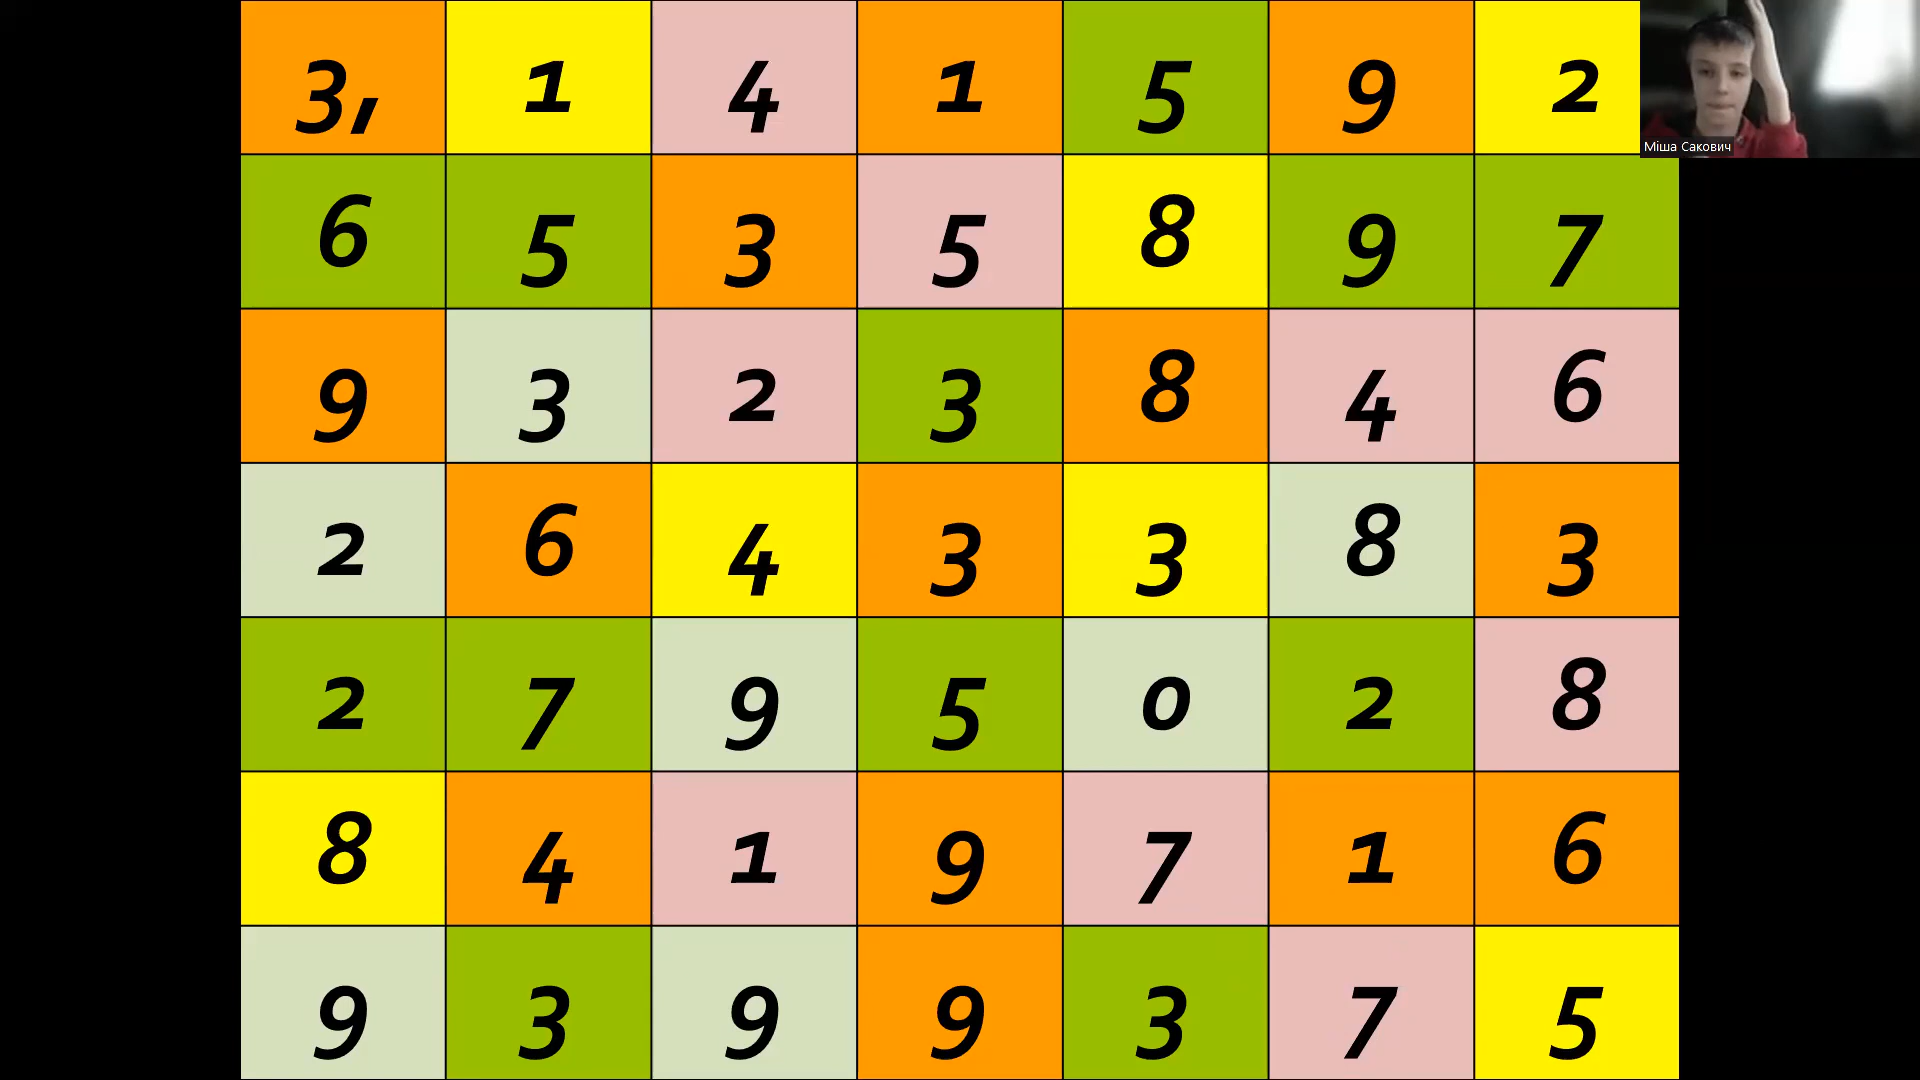 3, 1 4 1 5 9 2
Міша Сакович
6 5 3 5 8 9 7
9 3 2 3 8 4 6
2 6 4 3 3 8 3
2 7 9 5 0 2 8
8 4 1 9 7 1 6
9 3 9 9 3 7 5